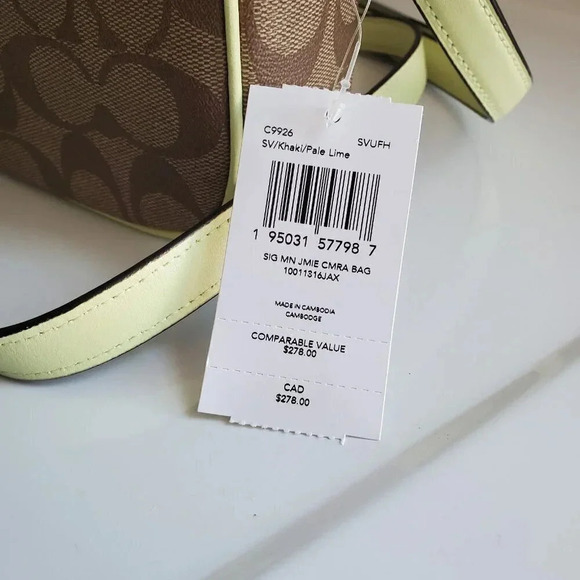 C9926 SVUFH
SV/Khaki/Pale Lime
1 95031 57798 7
SIG MN JMIE CMRA BAG
10011316JAX
MADE IN CAMBODIA
CAMBODGE
COMPARABLE VALUE
$278.00
CAD
$278.00